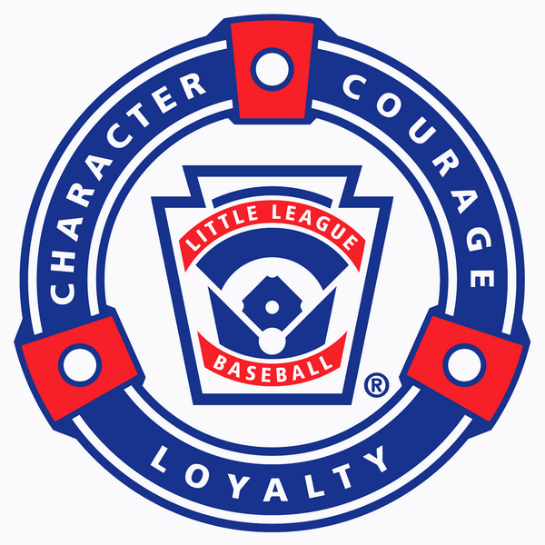 CHARACTER
COURAGE
LOYALTY
LITTLE LEAGUE
BASEBALL
®